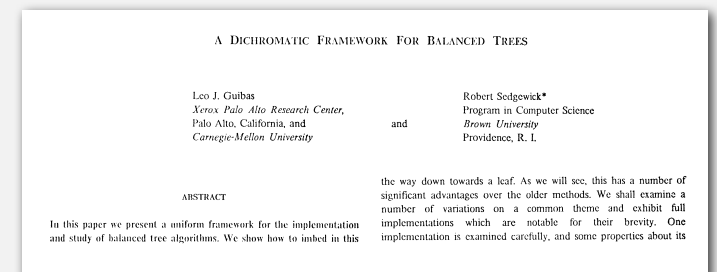 A DICHROMATIC FRAMEWORK FOR BALANCED TREES
Leo J. Guibas
Xerox Palo Alto Research Center,
Palo Alto, California, and
Carnegie-Mellon University
and
Robert Sedgewick*
Program in Computer Science
Brown University
Providence, R. I.
ABSTRACT
In this paper we present a uniform framework for the implementation
and study of balanced tree algorithms. We show how to imbed in this
the way down towards a leaf. As we will see, this has a number of
significant advantages over the older methods. We shall examine a
number of variations on a common theme and exhibit full
implementations which are notable for their brevity. One
implementation is examined carefully, and some properties about its